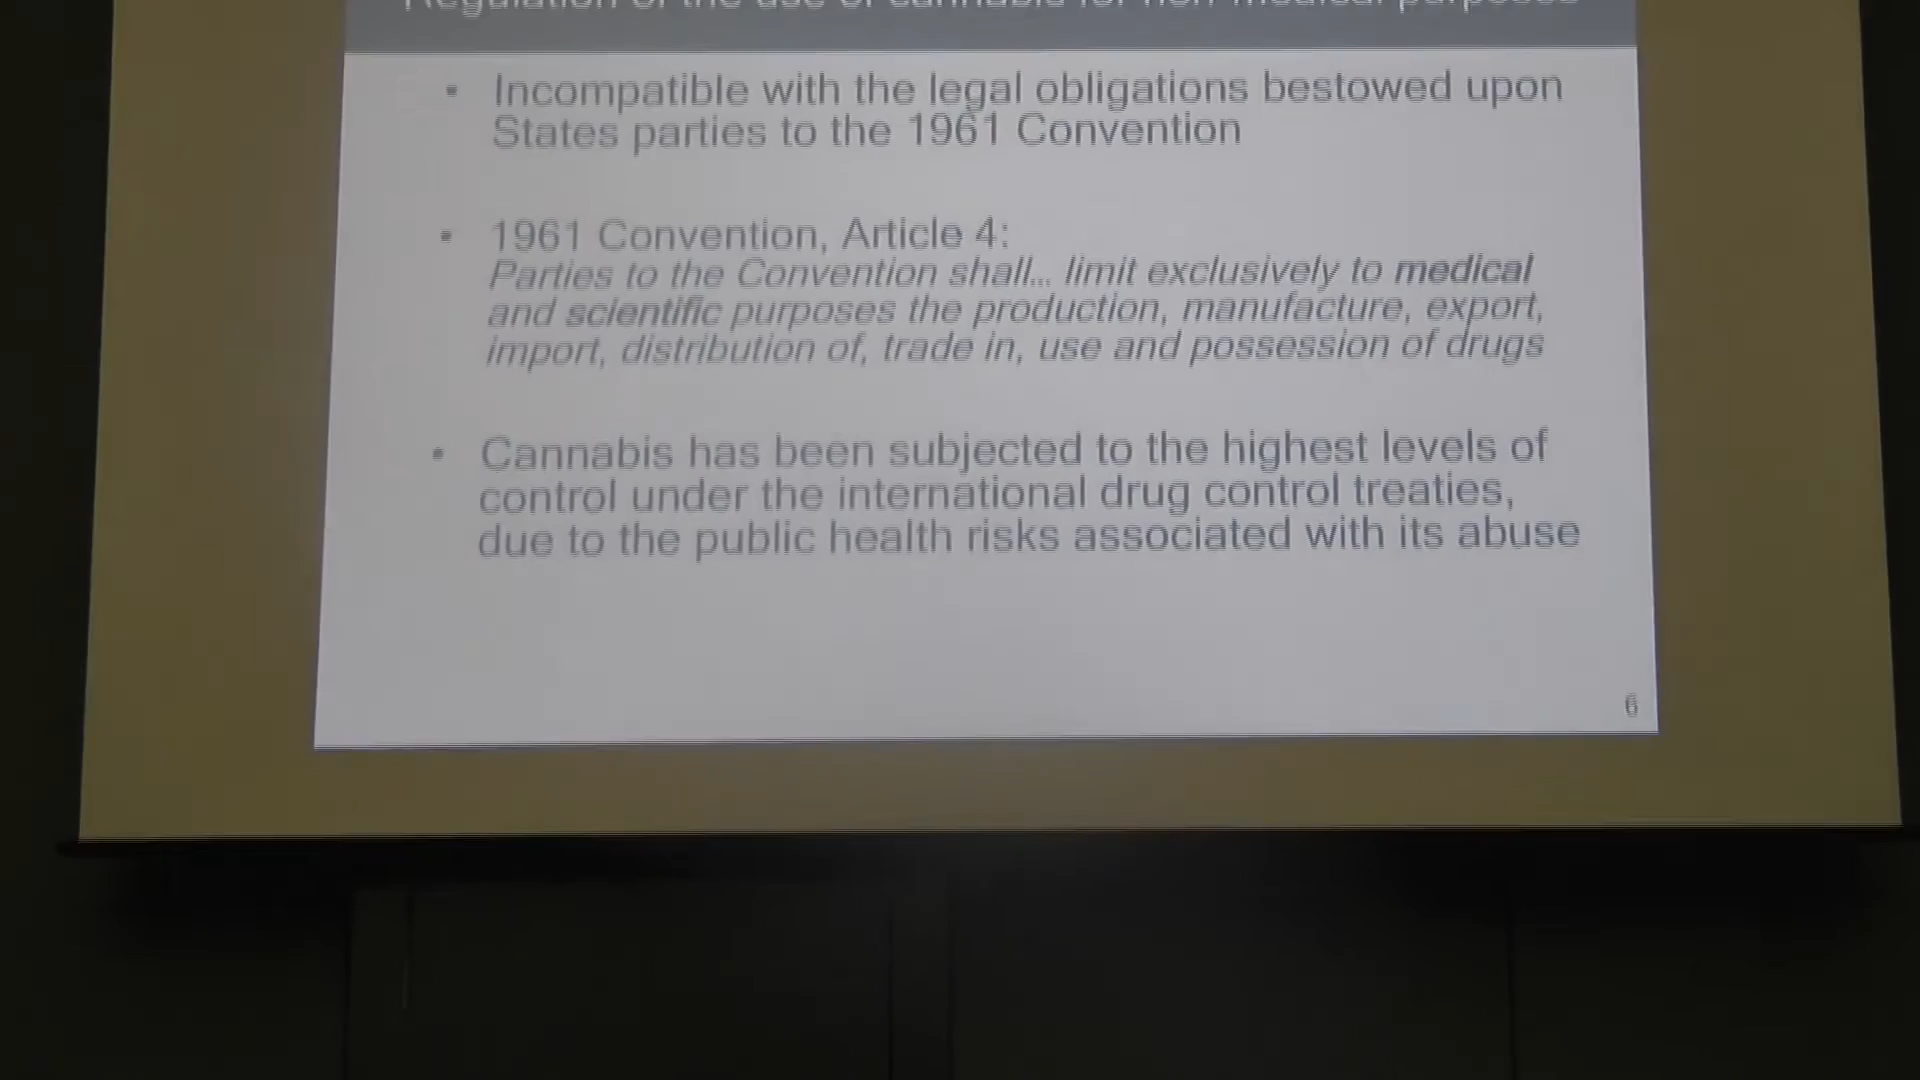 Regulation of the use of cannabis for non-medical purposes
• Incompatible with the legal obligations bestowed upon
States parties to the 1961 Convention
• 1961 Convention, Article 4:
Parties to the Convention shall... limit exclusively to medical
and scientific purposes the production, manufacture, export,
import, distribution of, trade in, use and possession of drugs
• Cannabis has been subjected to the highest levels of
control under the international drug control treaties,
due to the public health risks associated with its abuse
6